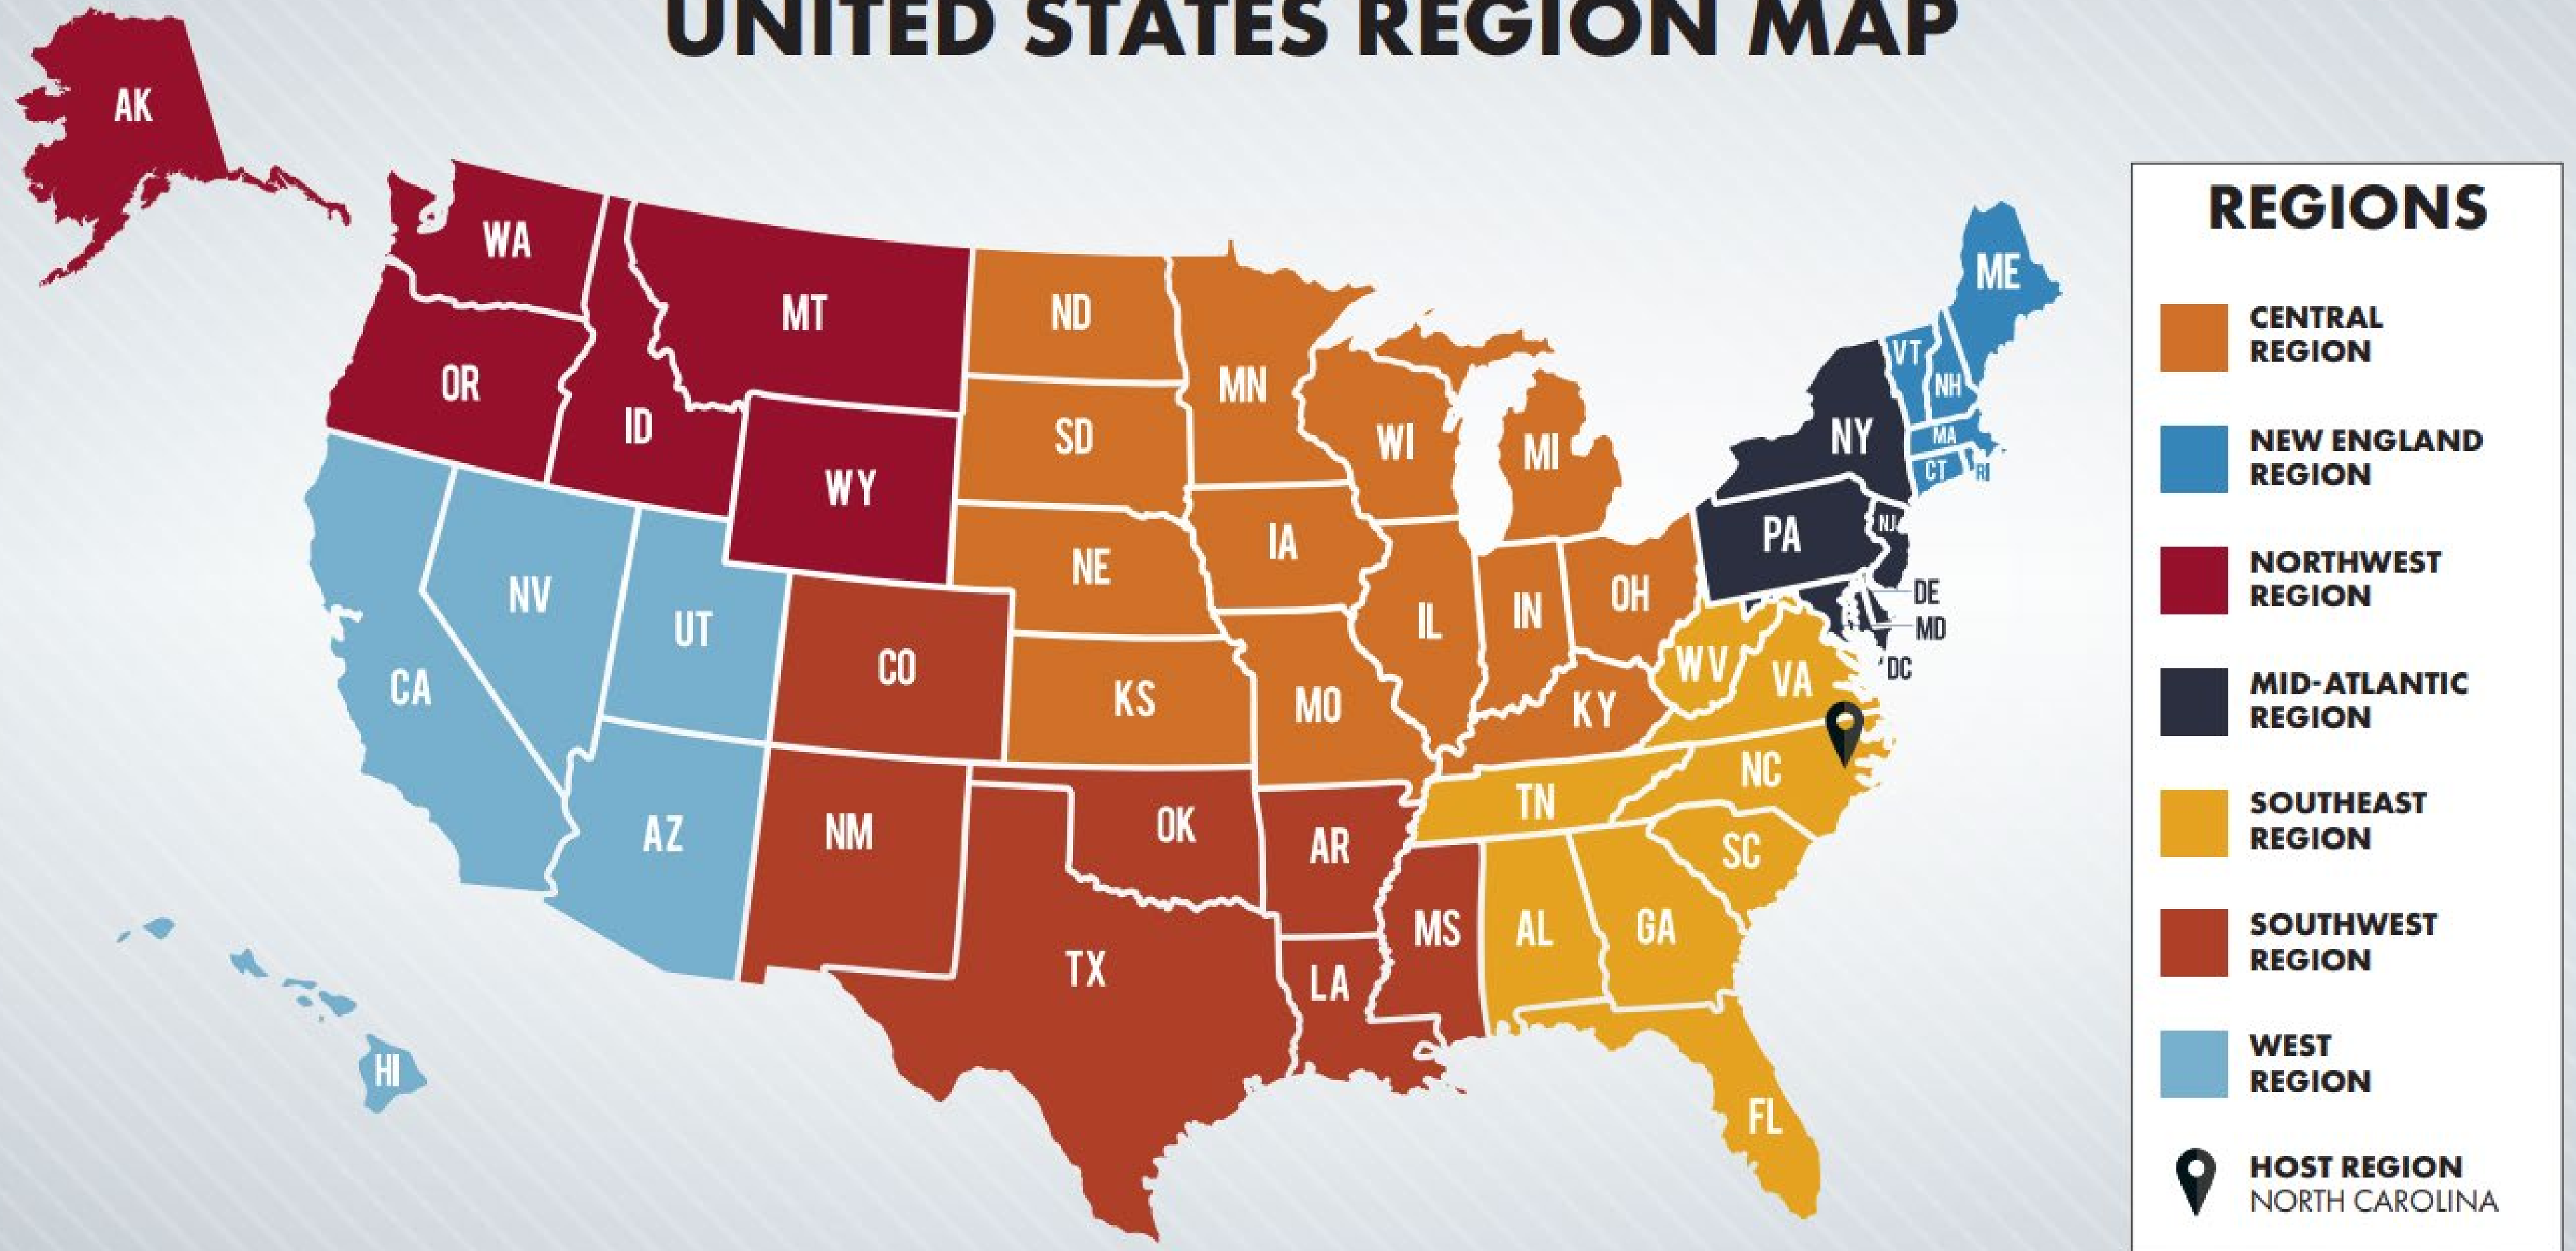 UNITED STATES REGION MAP
AK
WA
MT
ND
MN
OR
ID
WY
SD
WI
MI
ME
VT
NH
NY
MA
CT
RI
NV
UT
CA
CO
NE
IA
IL
IN
OH
PA
NJ
DE
MD
DC
KS
MO
KY
WV
VA
AZ
NM
OK
AR
TN
NC
SC
TX
LA
MS
AL
GA
FL
HI
REGIONS
CENTRAL
REGION
NEW ENGLAND
REGION
NORTHWEST
REGION
MID-ATLANTIC
REGION
SOUTHEAST
REGION
SOUTHWEST
REGION
WEST
REGION
HOST REGION
NORTH CAROLINA